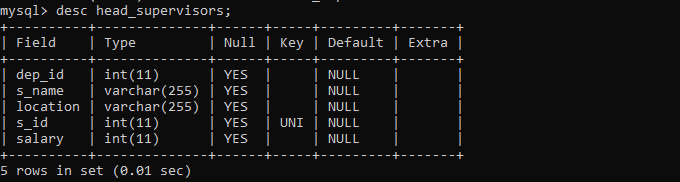 mysql> desc head_supervisors;
+----------+--------------+------+-----+---------+-------+
| Field    | Type         | Null | Key | Default | Extra |
+----------+--------------+------+-----+---------+-------+
| dep_id   | int(11)      | YES  |     | NULL    |       |
| s_name   | varchar(255) | YES  |     | NULL    |       |
| location | varchar(255) | YES  |     | NULL    |       |
| s_id     | int(11)      | YES  | UNI | NULL    |       |
| salary   | int(11)      | YES  |     | NULL    |       |
+----------+--------------+------+-----+---------+-------+
5 rows in set (0.01 sec)